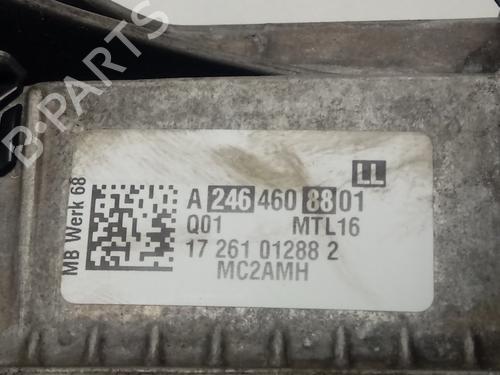 B-PARTS
MB Werk 68
LL
A 246 460 88 01
Q01 MTL16
17 261 01288 2
MC2AMH